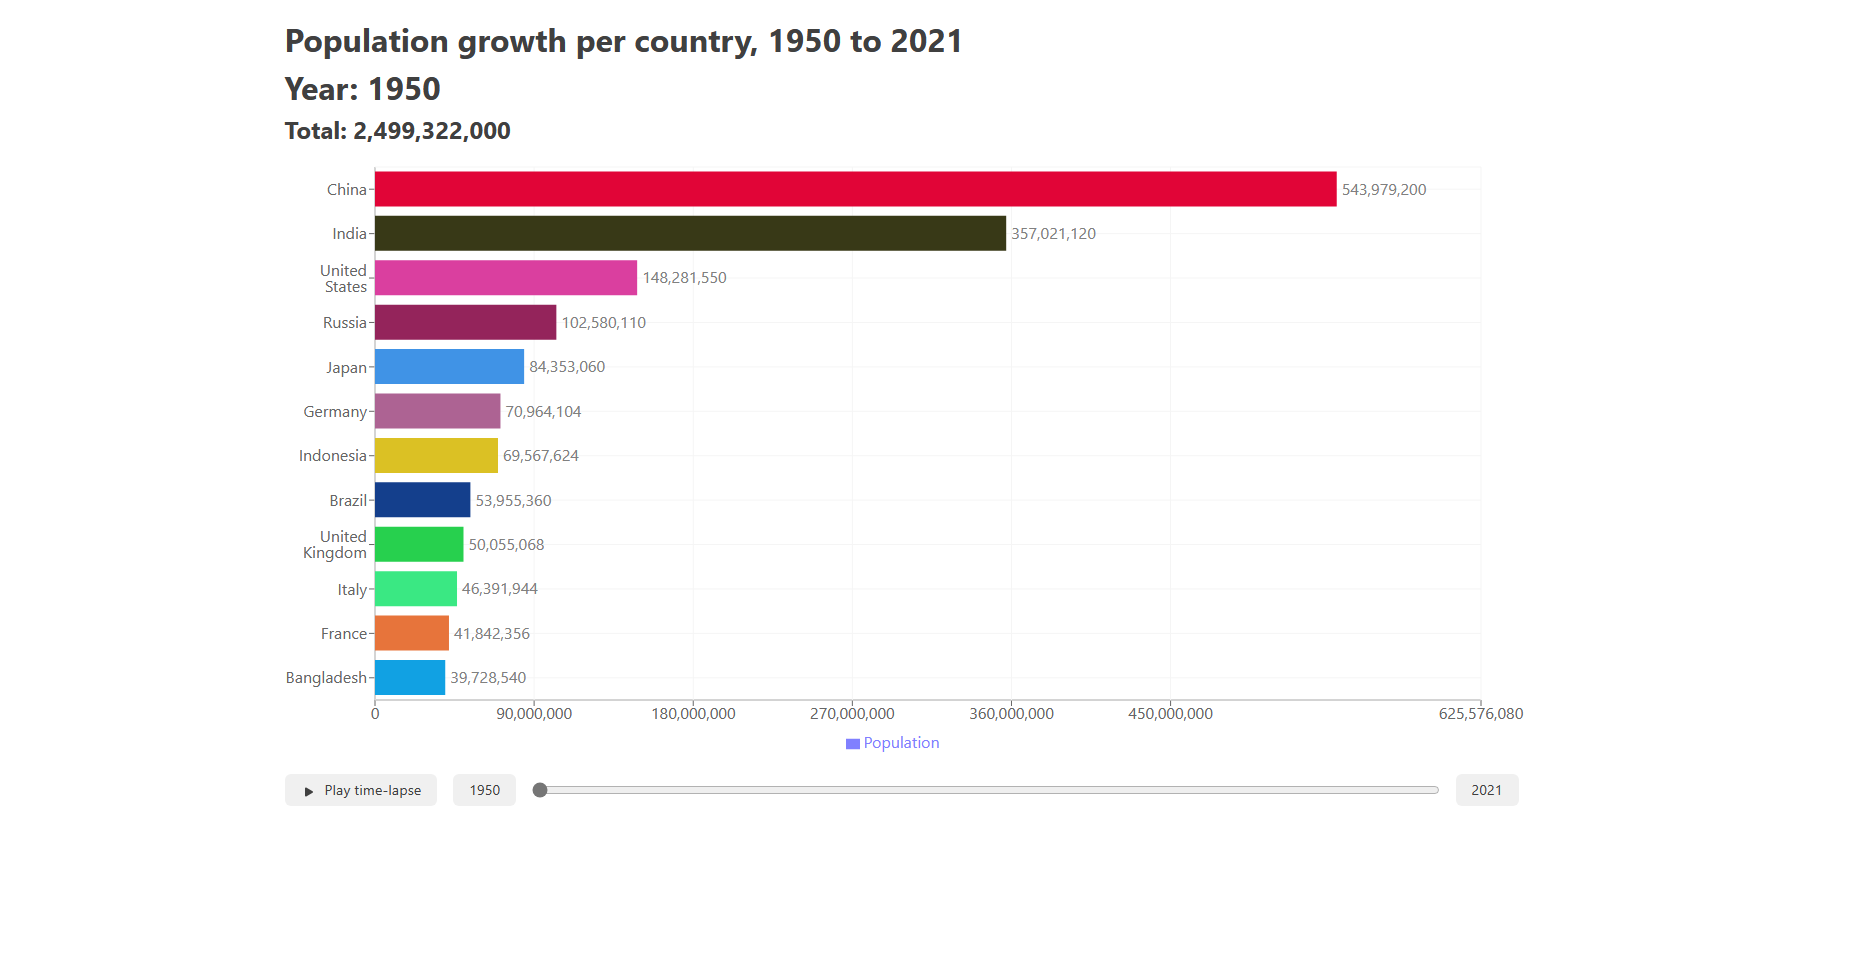 Population growth per country, 1950 to 2021
Year: 1950
Total: 2,499,322,000
China 543,979,200
India 357,021,120
United
States 148,281,550
Russia 102,580,110
Japan 84,353,060
Germany 70,964,104
Indonesia 69,567,624
Brazil 53,955,360
United
Kingdom 50,055,068
Italy 46,391,944
France 41,842,356
Bangladesh 39,728,540
0 90,000,000 180,000,000 270,000,000 360,000,000 450,000,000 625,576,080
Population
Play time-lapse 1950 2021